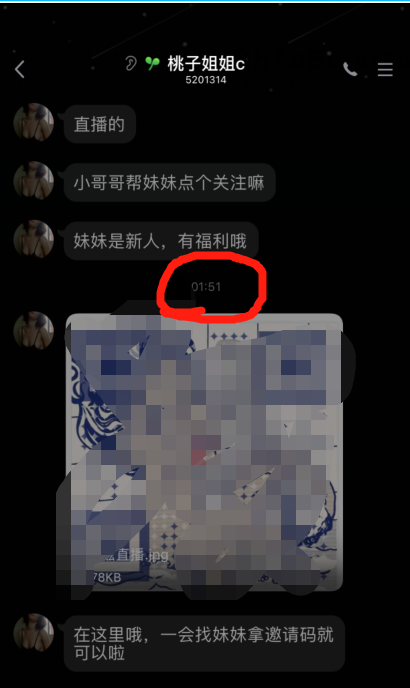 桃子姐姐c
5201314
直播的
小哥哥帮妹妹点个关注嘛
妹妹是新人，有福利哦
01:51
直播.jpg
78KB
在这里哦，一会找妹妹拿邀请码就
可以啦